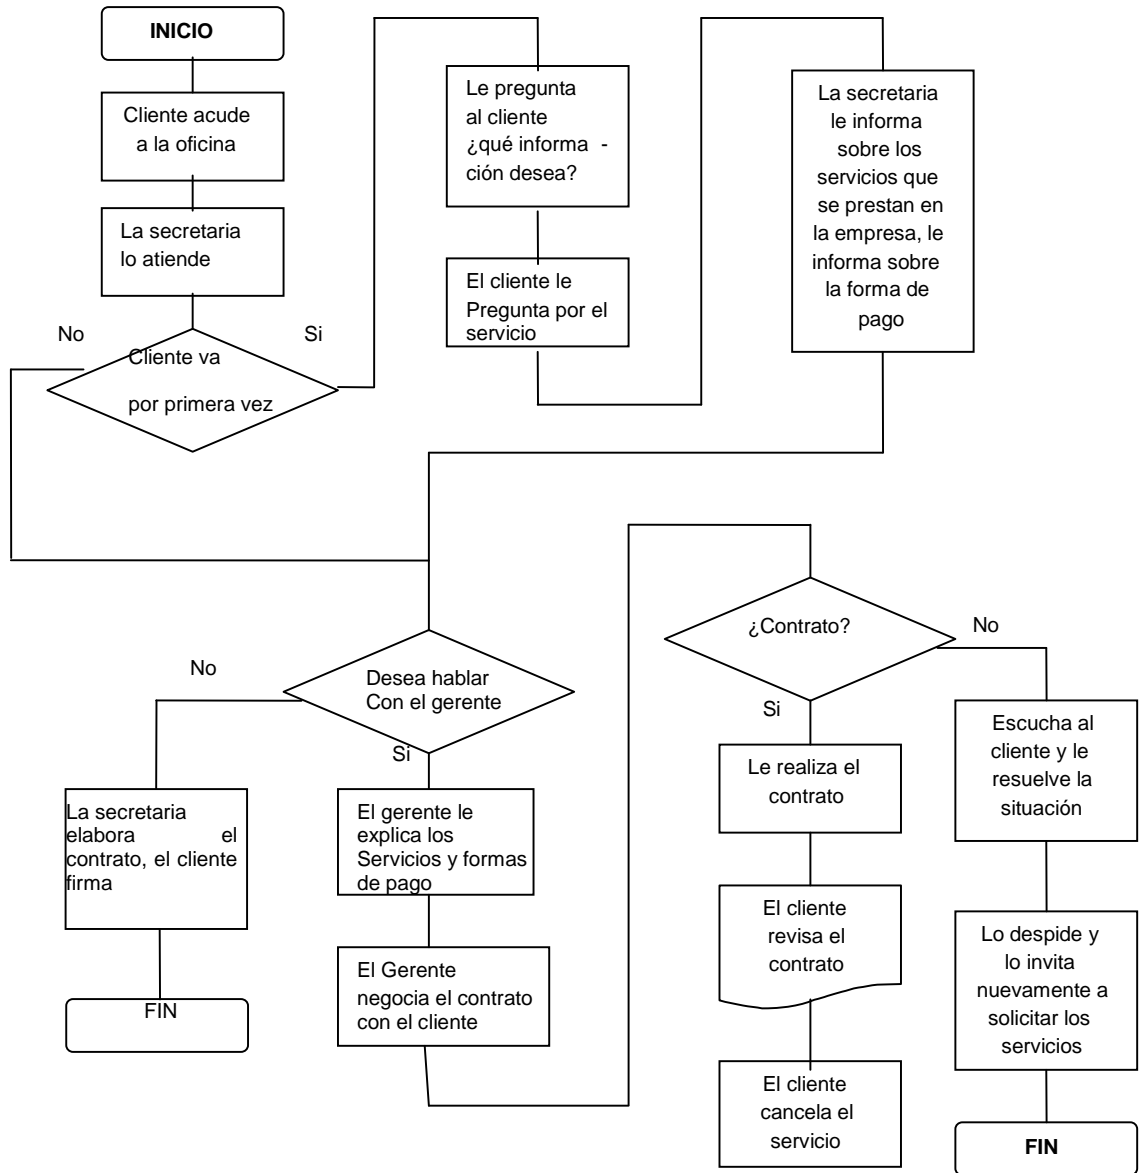 INICIO
Cliente acude
a la oficina
La secretaria
lo atiende
No
Si
Cliente va
por primera vez
Le pregunta
al cliente
¿qué informa -
ción desea?
El cliente le
Pregunta por el
servicio
La secretaria
le informa
sobre los
servicios que
se prestan en
la empresa, le
informa sobre
la forma de
pago
No
Desea hablar
Con el gerente
Si
La secretaria
elabora el
contrato, el cliente
firma
FIN
El gerente le
explica los
Servicios y formas
de pago
El Gerente
negocia el contrato
con el cliente
¿Contrato?
No
Si
Le realiza el
contrato
El cliente
revisa el
contrato
El cliente
cancela el
servicio
Escucha al
cliente y le
resuelve la
situación
Lo despide y
lo invita
nuevamente a
solicitar los
servicios
FIN